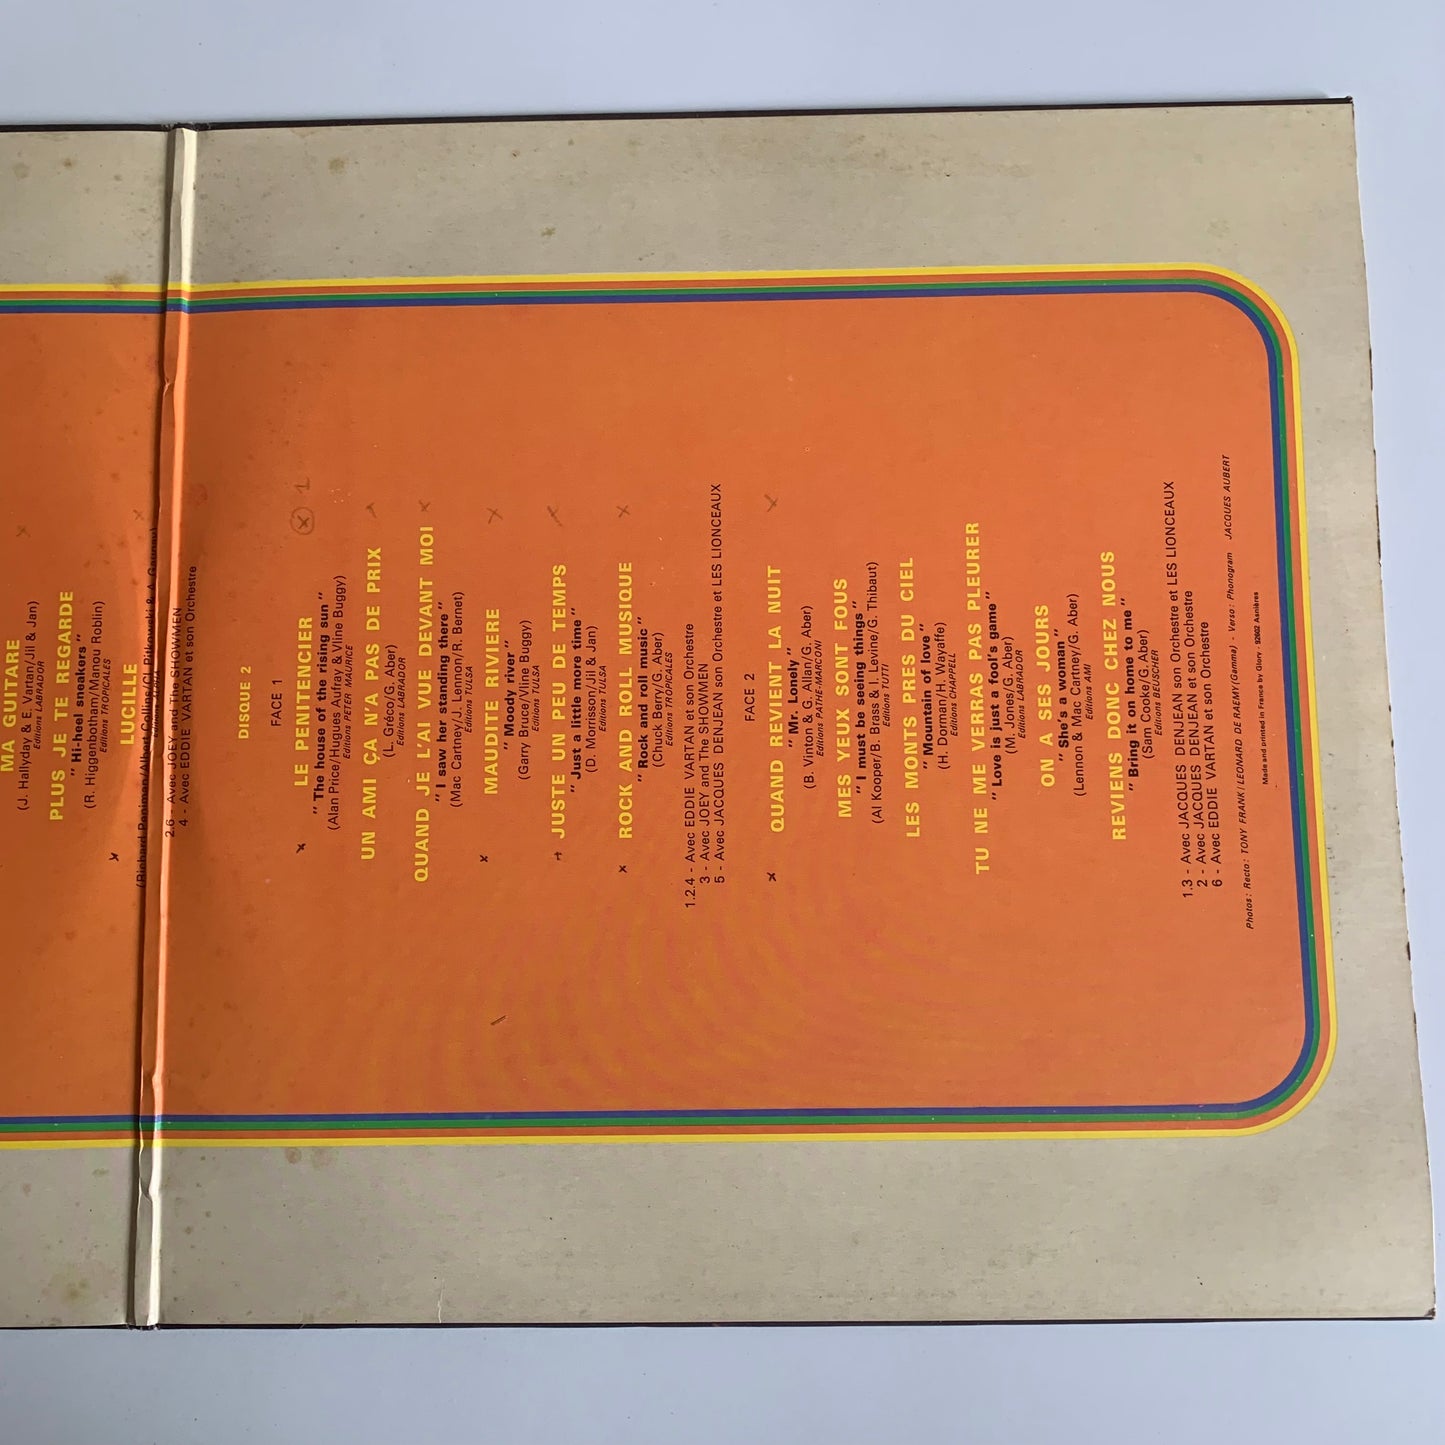 MA GUITARE
(J. Hallyday & E. Vartan/Jil & Jan)
Editions LABRADOR
PLUS JE TE REGARDE
" Hi-heel sneakers "
(R. Higgenbotham/Manou Roblin)
Editions TROPICALES
LUCILLE
2.6 - Avec JOEY and The SHOWMEN
4 - Avec EDDIE VARTAN et son Orchestre
DISQUE 2
FACE 1
LE PENITENCIER
" The house of the rising sun "
(Alan Price/Hugues Aufray & Vline Buggy)
Editions PETER MAURICE
UN AMI ÇA N'A PAS DE PRIX
(L. Gréco/G. Aber)
Editions LABRADOR
QUAND JE L'AI VUE DEVANT MOI
" I saw her standing there "
(Mac Cartney/J. Lennon/R. Bernet)
Editions TULSA
MAUDITE RIVIERE
" Moody river "
(Garry Bruce/Vline Buggy)
Editions TULSA
JUSTE UN PEU DE TEMPS
" Just a little more time "
(D. Morrisson/Jil & Jan)
Editions TULSA
ROCK AND ROLL MUSIQUE
" Rock and roll music "
(Chuck Berry/G. Aber)
Editions TROPICALES
1.2.4 - Avec EDDIE VARTAN et son Orchestre
3 - Avec JOEY and The SHOWMEN
5 - Avec JACQUES DENJEAN son Orchestre et LES LIONCEAUX
FACE 2
QUAND REVIENT LA NUIT
" Mr. Lonely "
(B. Vinton & G. Allan/G. Aber)
Editions PATHE-MARCONI
MES YEUX SONT FOUS
" I must be seeing things "
(Al Kooper/B. Brass & I. Levine/G. Thibaut)
Editions TUTTI
LES MONTS PRES DU CIEL
" Mountain of love "
(H. Dorman/H. Wayaffe)
Editions CHAPPELL
TU NE ME VERRAS PAS PLEURER
" Love is just a fool's game "
(M. Jones/G. Aber)
Editions LABRADOR
ON A SES JOURS
" She's a woman "
(Lennon & Mac Cartney/G. Aber)
Editions AMI
REVIENS DONC CHEZ NOUS
" Bring it on home to me "
(Sam Cooke/G. Aber)
Editions BEUSCHER
1.3 - Avec JACQUES DENJEAN son Orchestre et LES LIONCEAUX
2 - Avec JACQUES DENJEAN et son Orchestre
6 - Avec EDDIE VARTAN et son Orchestre
Photos : Recto : TONY FRANK / LEONARD DE RAEMY (Gamma) - Verso : Phonogram JACQUES AUBERT
Made and printed in France by Glory - 92602 Asnières